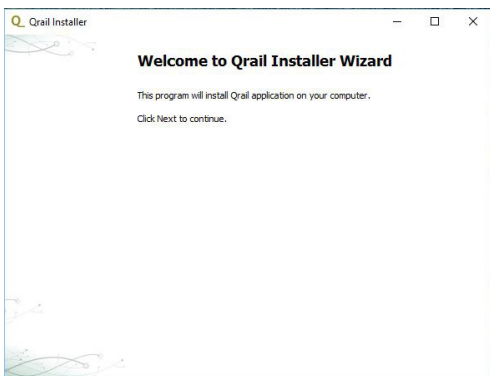 Qrail Installer
Welcome to Qrail Installer Wizard
This program will install Qrail application on your computer.
Click Next to continue.